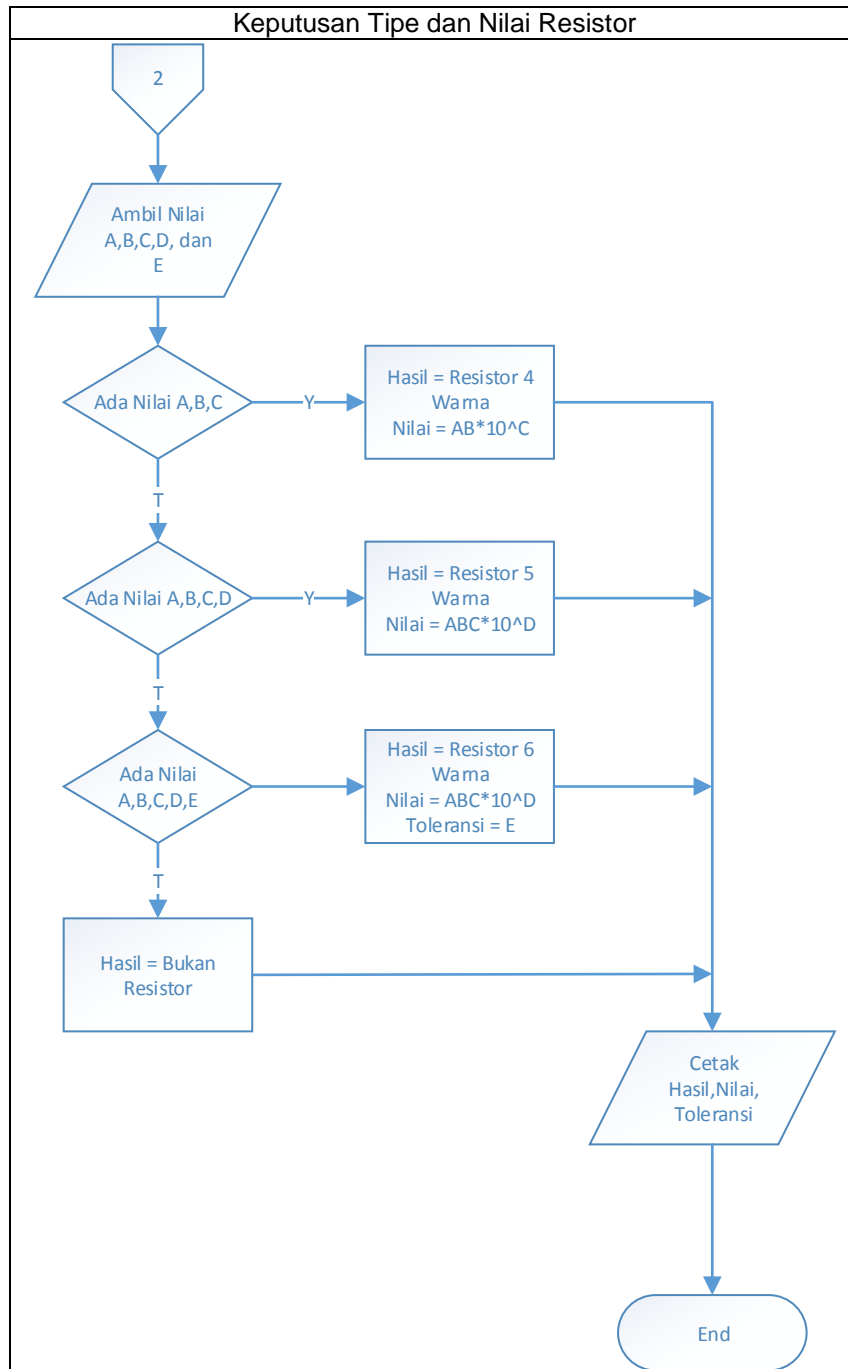 Keputusan Tipe dan Nilai Resistor
2
Ambil Nilai
A,B,C,D, dan
E
Ada Nilai A,B,C
Y
Hasil = Resistor 4
Warna
Nilai = AB*10^C
T
Ada Nilai A,B,C,D
Y
Hasil = Resistor 5
Warna
Nilai = ABC*10^D
T
Ada Nilai
A,B,C,D,E
Hasil = Resistor 6
Warna
Nilai = ABC*10^D
Toleransi = E
T
Hasil = Bukan
Resistor
Cetak
Hasil,Nilai,
Toleransi
End